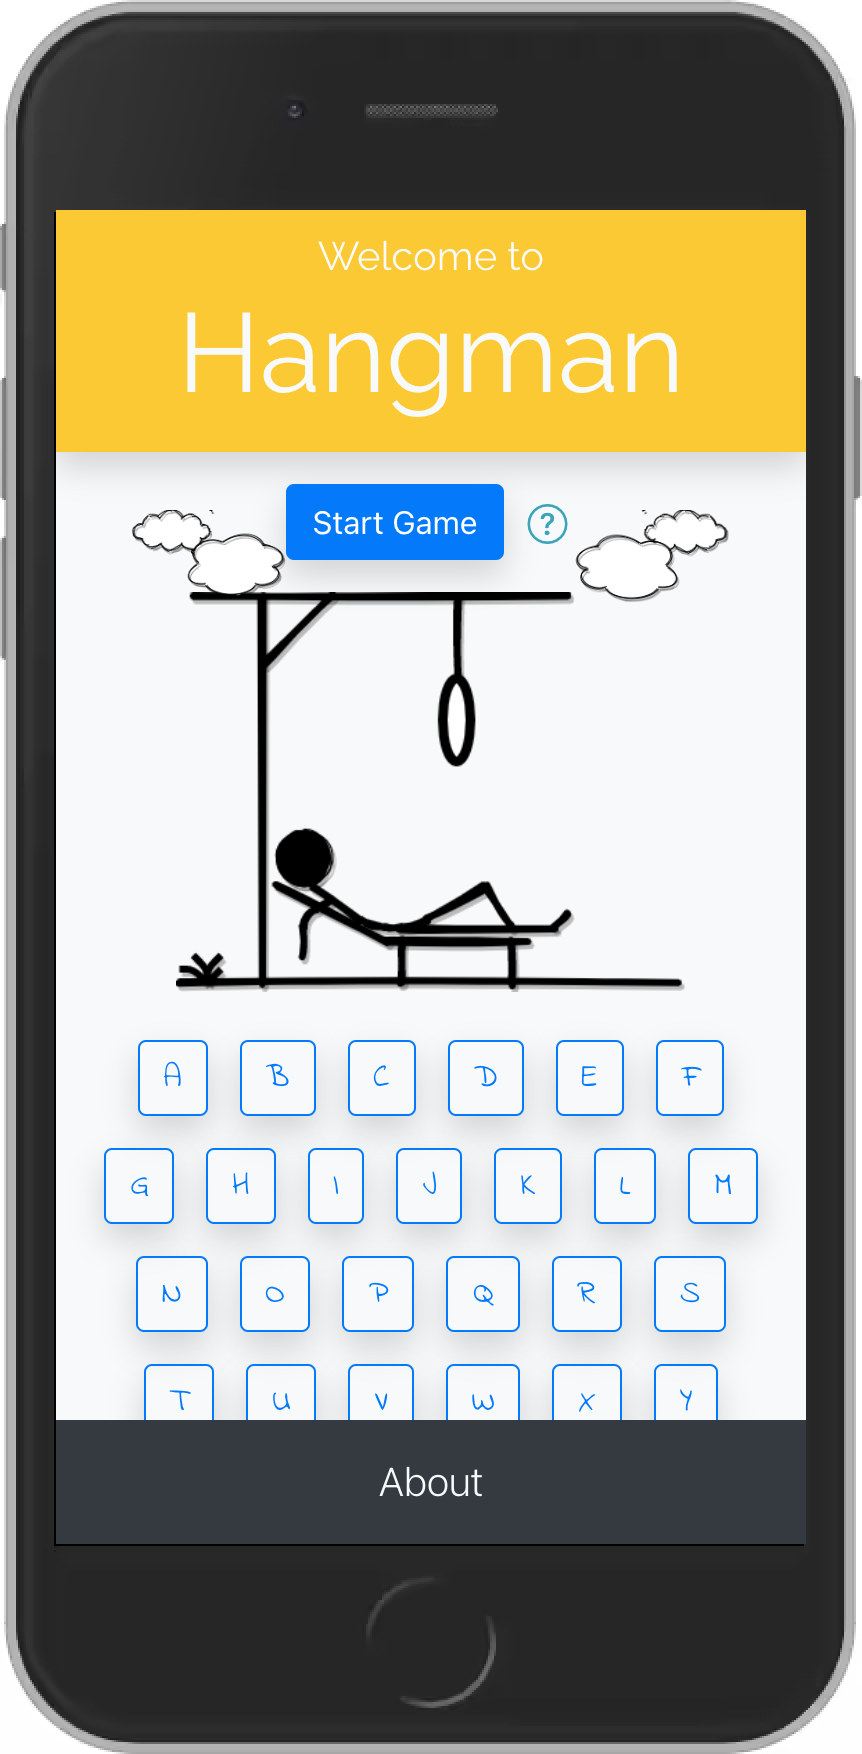 Welcome to
Hangman
Start Game ?
A B C D E F
G H I J K L M
N O P Q R S
T U V W X Y
About